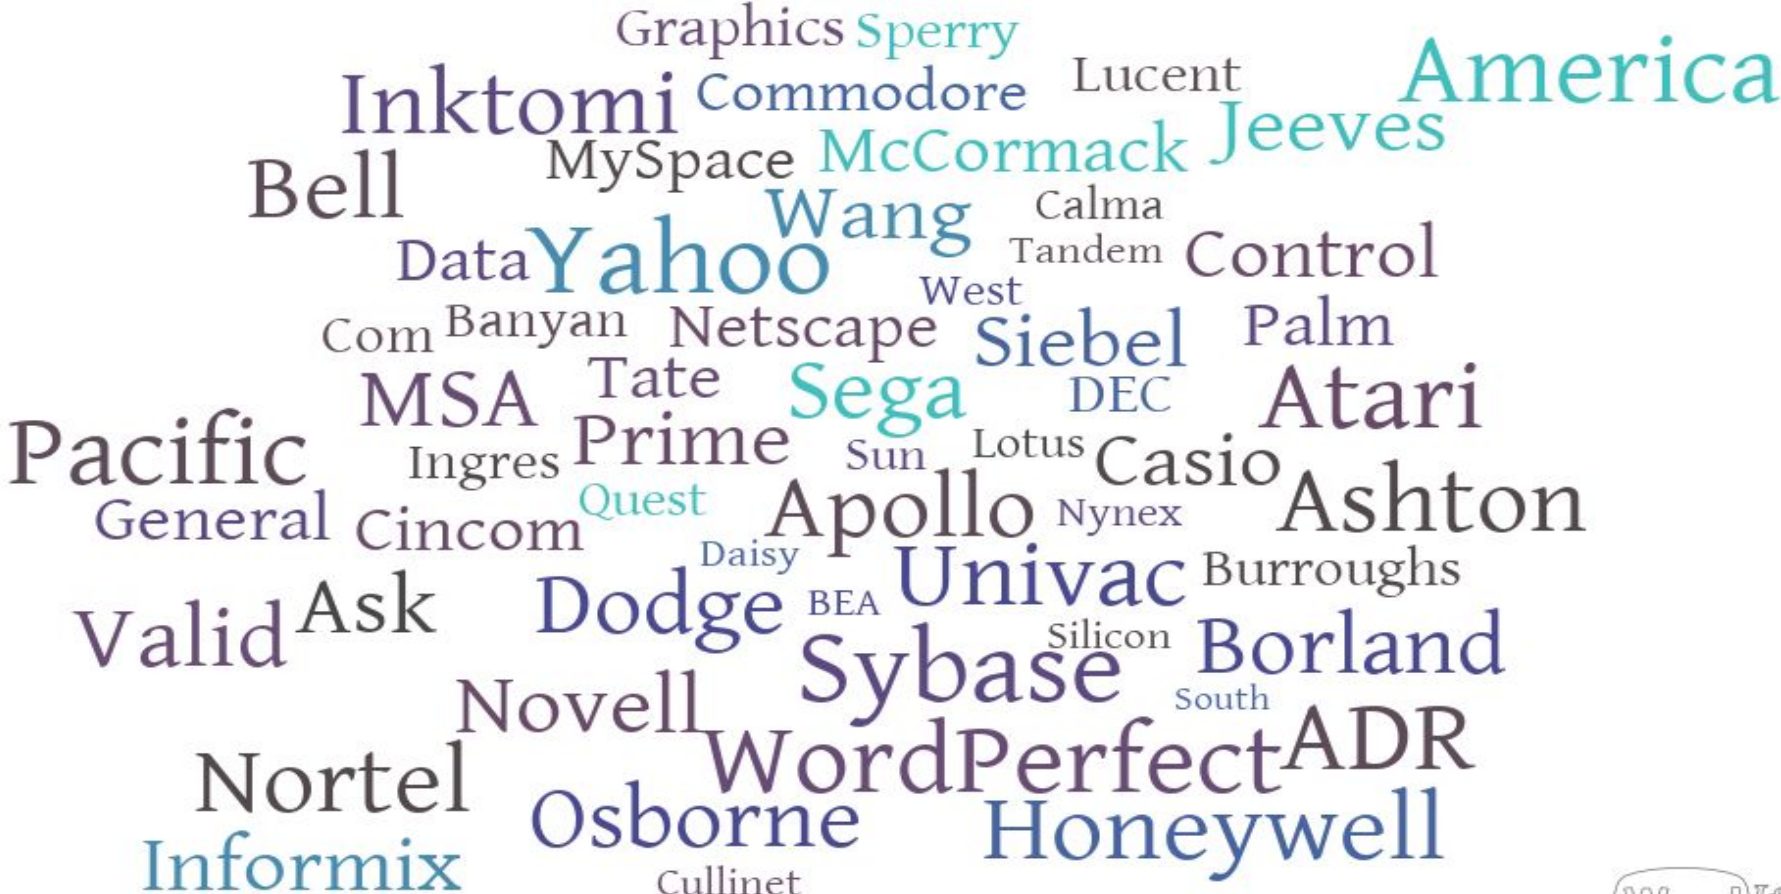 Graphics Sperry
Lucent America
Inktomi Commodore
Jeeves
MySpace McCormack
Bell
Wang Calma
Data Yahoo Tandem Control
West
Com Banyan Netscape Siebel Palm
MSA Tate Sega DEC Atari
Pacific Ingres Prime Sun Lotus Casio
General Cincom Quest Apollo Nynex Ashton
Daisy Univac Burroughs
Valid Ask Dodge BEA
Silicon Borland
Sybase
South
Novell
WordPerfect ADR
Nortel
Osborne Honeywell
Informix
Cullinet